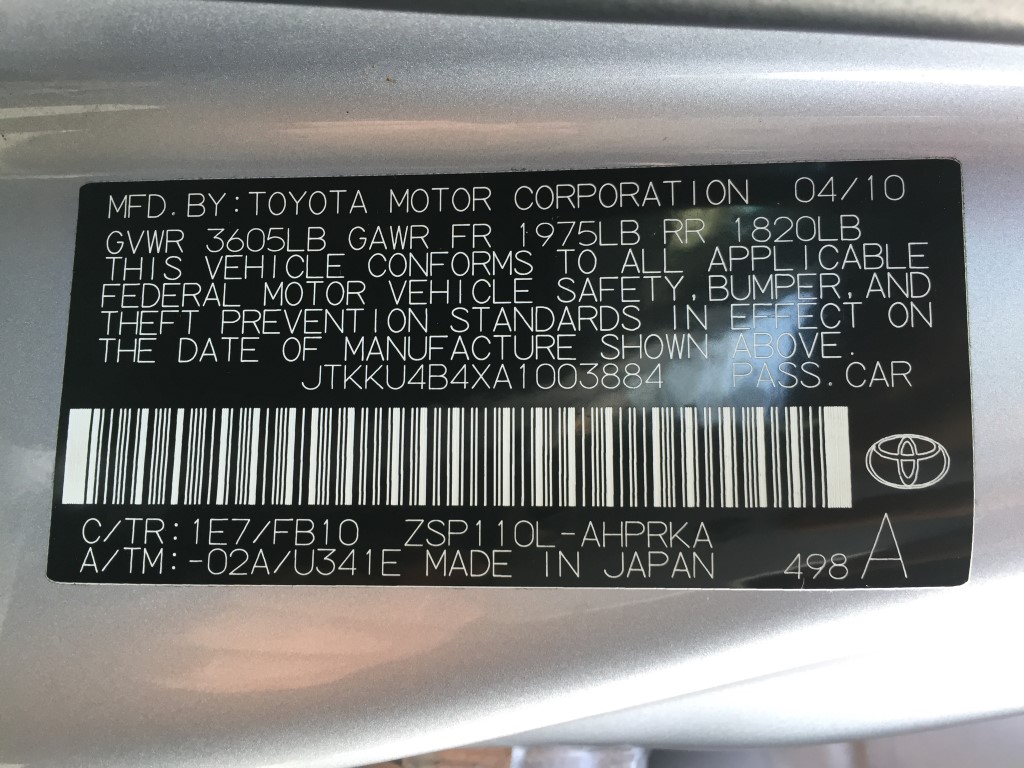 MFD.BY:TOYOTA MOTOR CORPORATION 04/10
GVWR 3605LB GAWR FR 1975LB RR 1820LB
THIS VEHICLE CONFORMS TO ALL APPLICABLE
FEDERAL MOTOR VEHICLE SAFETY,BUMPER,AND
THEFT PREVENTION STANDARDS IN EFFECT ON
THE DATE OF MANUFACTURE SHOWN ABOVE.
JTKKU4B4XA1003884 PASS.CAR
C/TR:1E7/FB10 ZSP110L-AHPRKA
A/TM:-02A/U341E MADE IN JAPAN 498 A